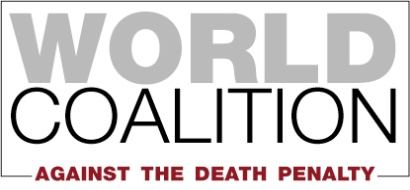 WORLD
COALITION
AGAINST THE DEATH PENALTY